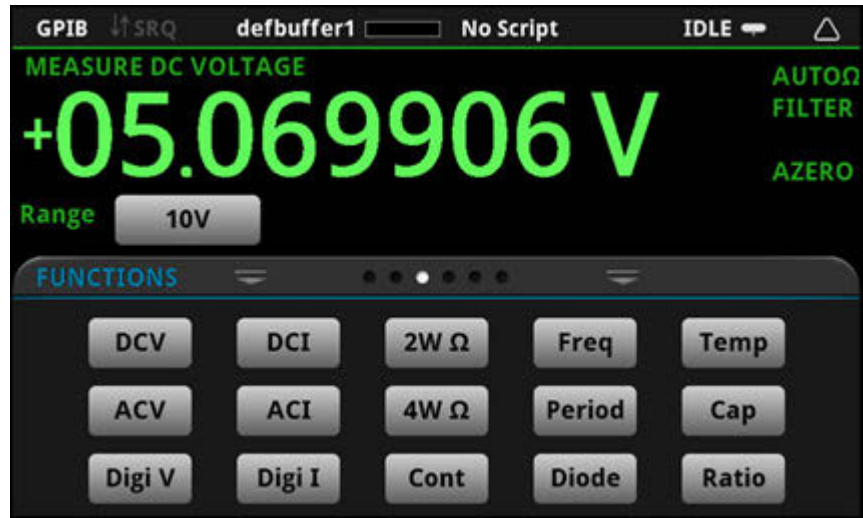 GPIB ↓↑SRQ defbuffer1 No Script IDLE
MEASURE DC VOLTAGE AUTOΩ
+05.069906 V FILTER
AZERO
Range 10V
FUNCTIONS
DCV DCI 2W Ω Freq Temp
ACV ACI 4W Ω Period Cap
Digi V Digi I Cont Diode Ratio